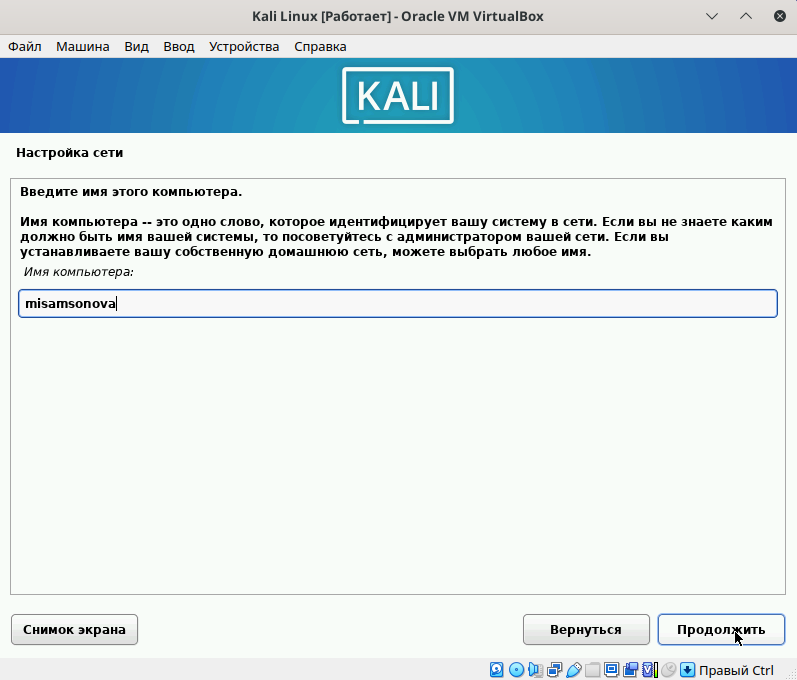 Kali Linux [Работает] - Oracle VM VirtualBox
Файл Машина Вид Ввод Устройства Справка
KALI
Настройка сети
Введите имя этого компьютера.
Имя компьютера -- это одно слово, которое идентифицирует вашу систему в сети. Если вы не знаете каким
должно быть имя вашей системы, то посоветуйтесь с администратором вашей сети. Если вы
устанавливаете вашу собственную домашнюю сеть, можете выбрать любое имя.
Имя компьютера:
misamsonova
Снимок экрана Вернуться Продолжить
Правый Ctrl